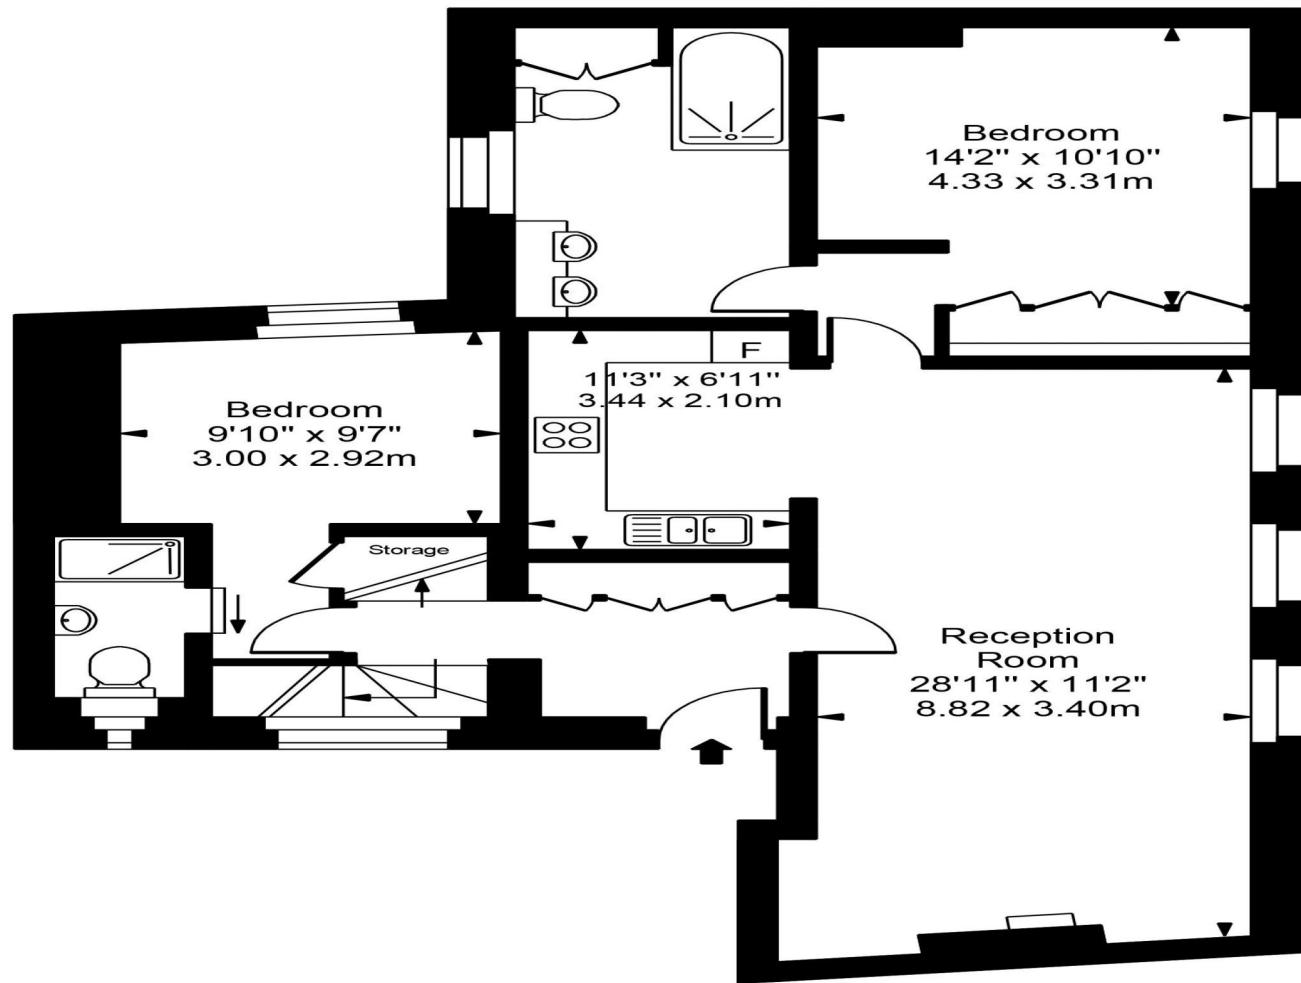 Bedroom
14'2" x 10'10"
4.33 x 3.31m
F
11'3" x 6'11"
3.44 x 2.10m
Bedroom
9'10" x 9'7"
3.00 x 2.92m
Storage
Reception
Room
28'11" x 11'2"
8.82 x 3.40m